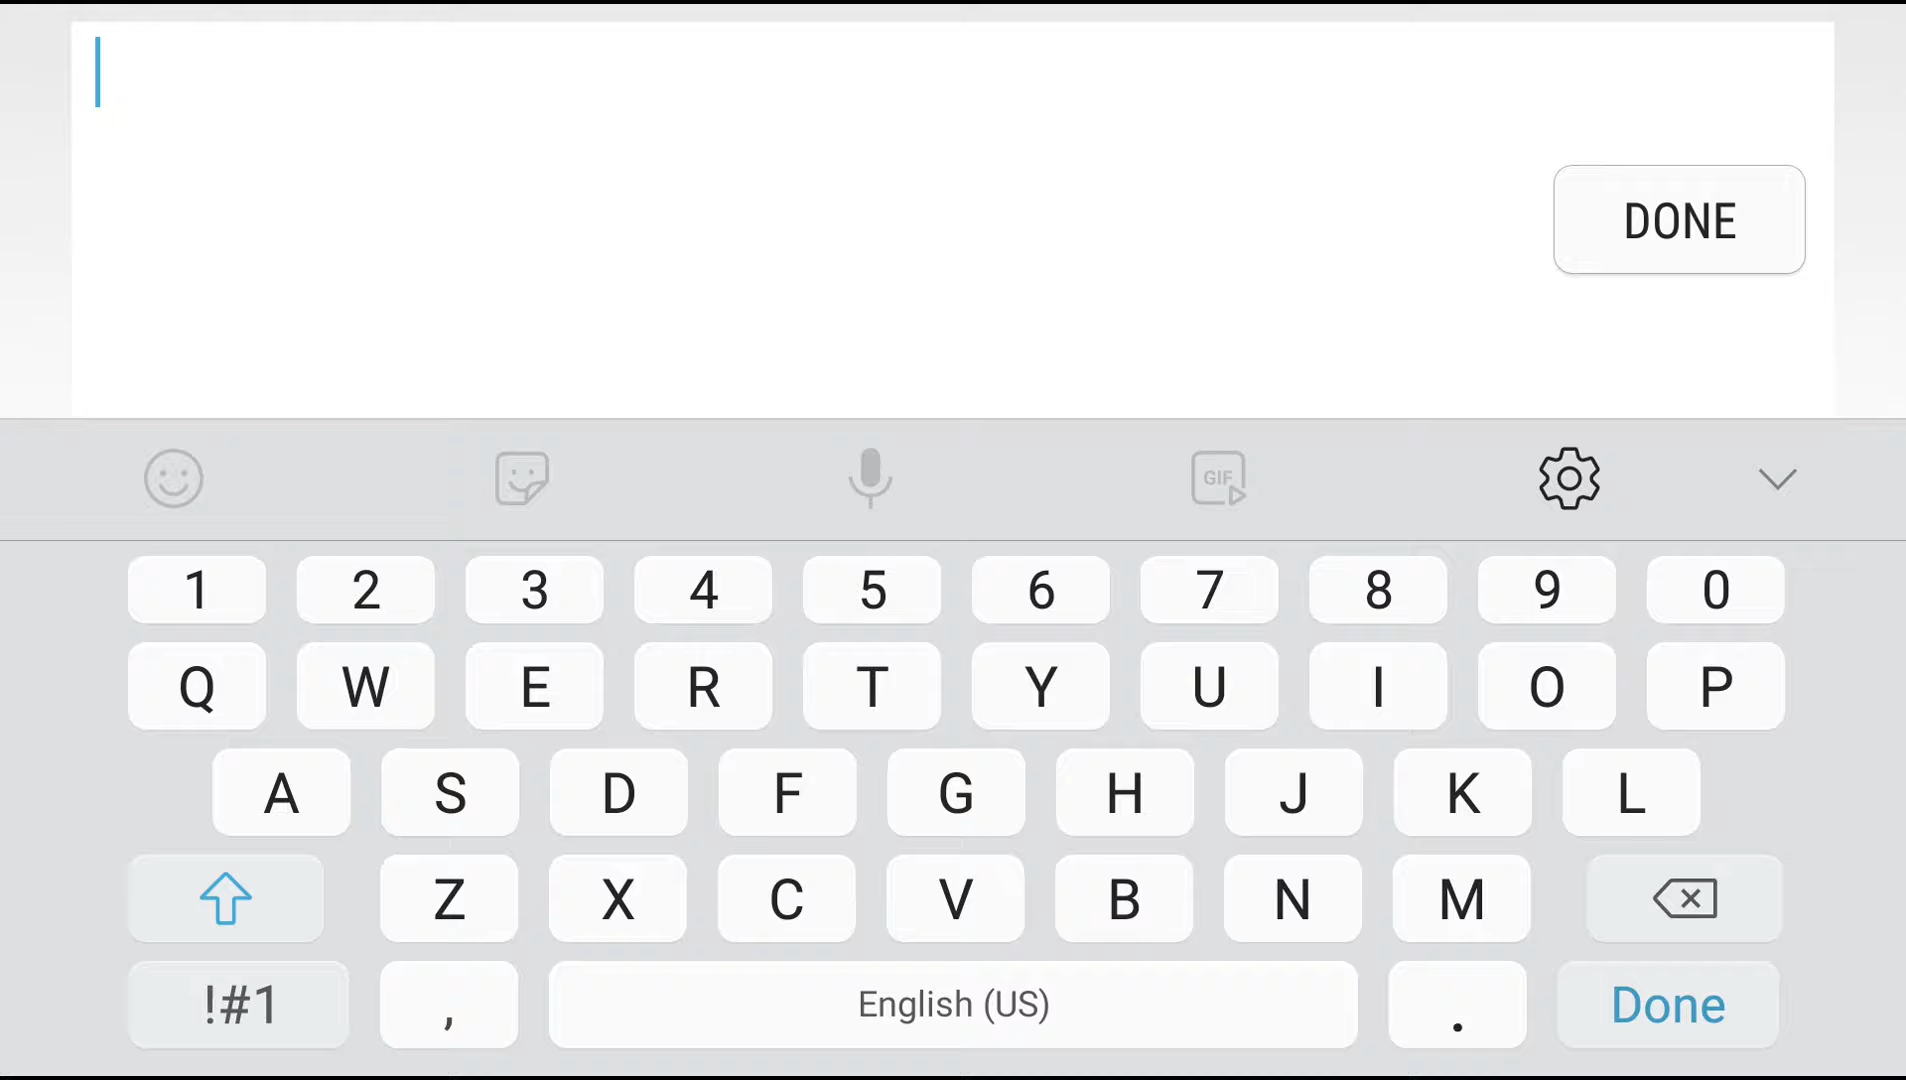 DONE
GIF
1 2 3 4 5 6 7 8 9 0
Q W E R T Y U I O P
A S D F G H J K L
Z X C V B N M
!#1 , English (US) . Done